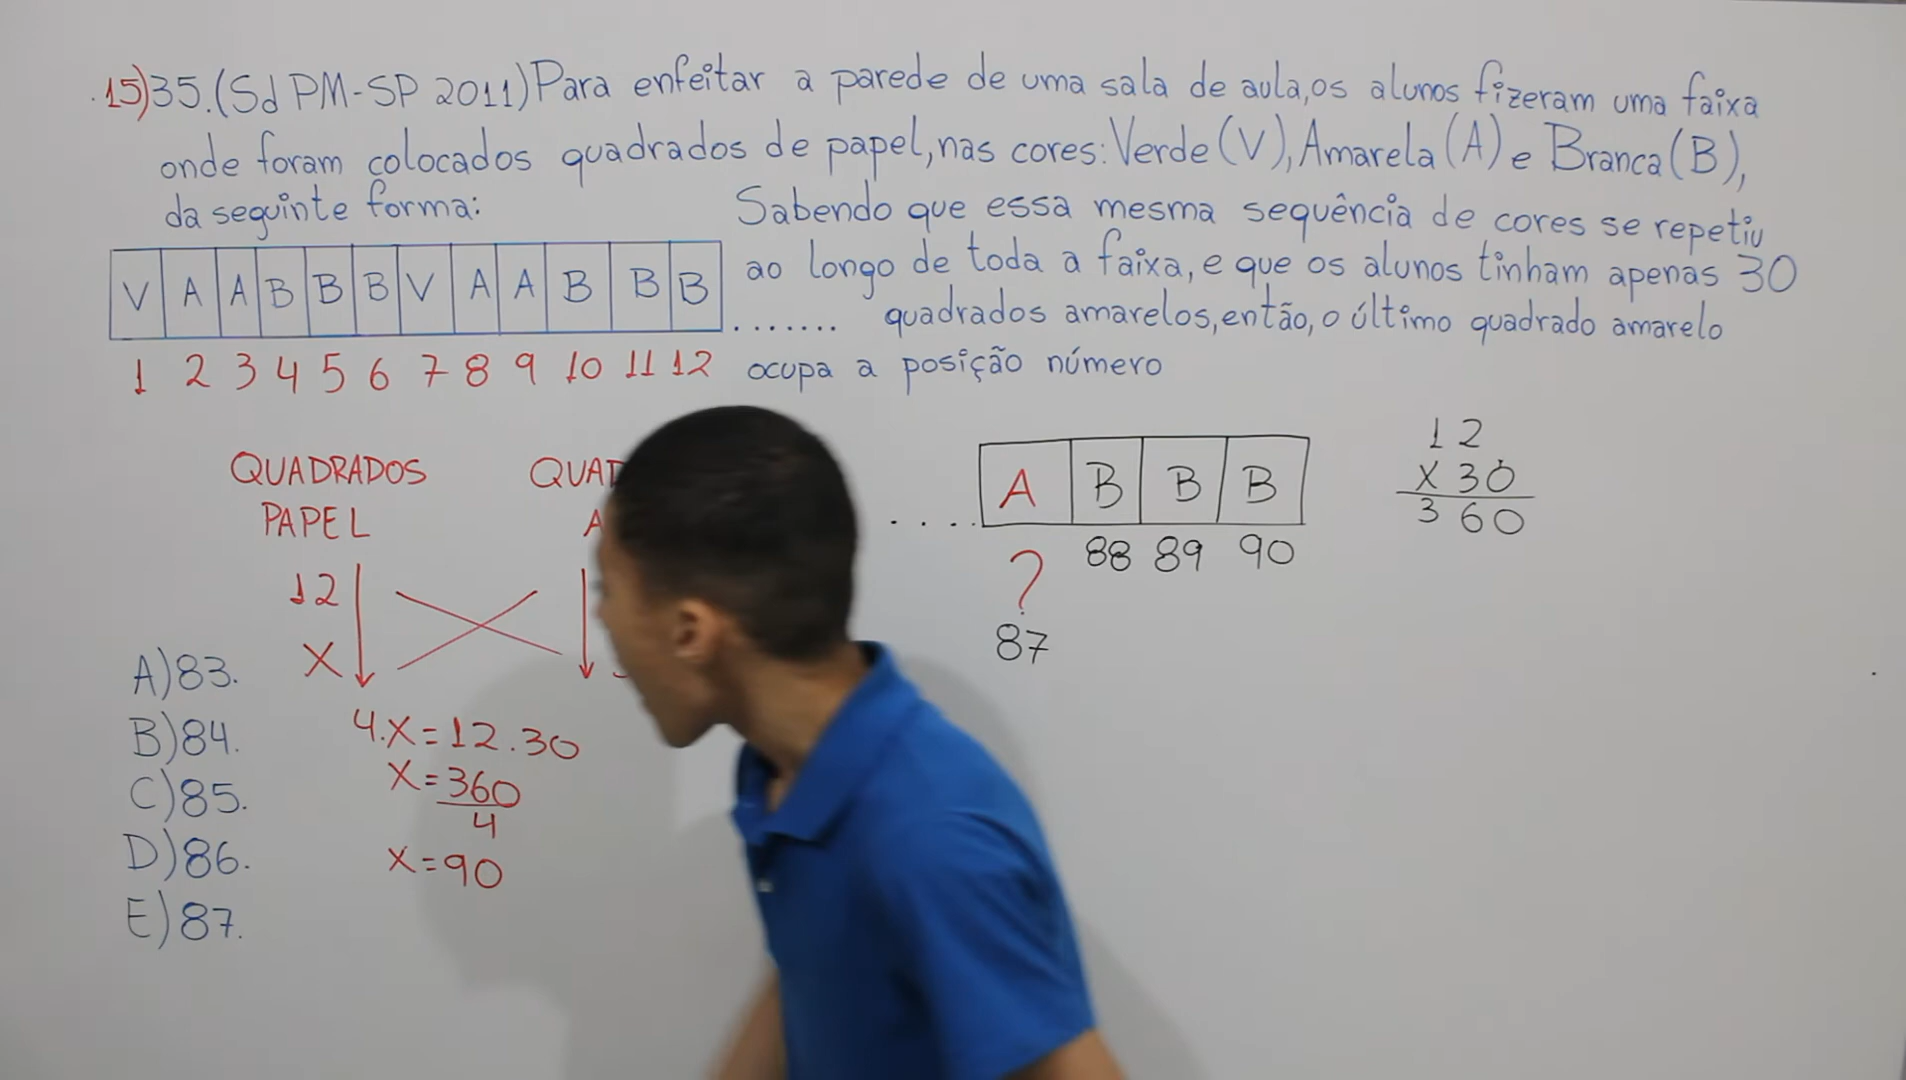 15)35.(Sd PM-SP 2011)Para enfeitar a parede de uma sala de aula,os alunos fizeram uma faixa
onde foram colocados quadrados de papel,nas cores:Verde(V),Amarela(A) e Branca(B),
da seguinte forma:
V A A B B B V A A B B B .......
1 2 3 4 5 6 7 8 9 10 11 12
Sabendo que essa mesma sequência de cores se repetiu
ao longo de toda a faixa, e que os alunos tinham apenas 30
quadrados amarelos,então,o último quadrado amarelo
ocupa a posição número
QUADRADOS
PAPEL
12
X
4.X=12.30
X=360
4
X=90
A)83.
B)84.
C)85.
D)86.
E)87.
.... A B B B
? 88 89 90
87
12
X 30
360